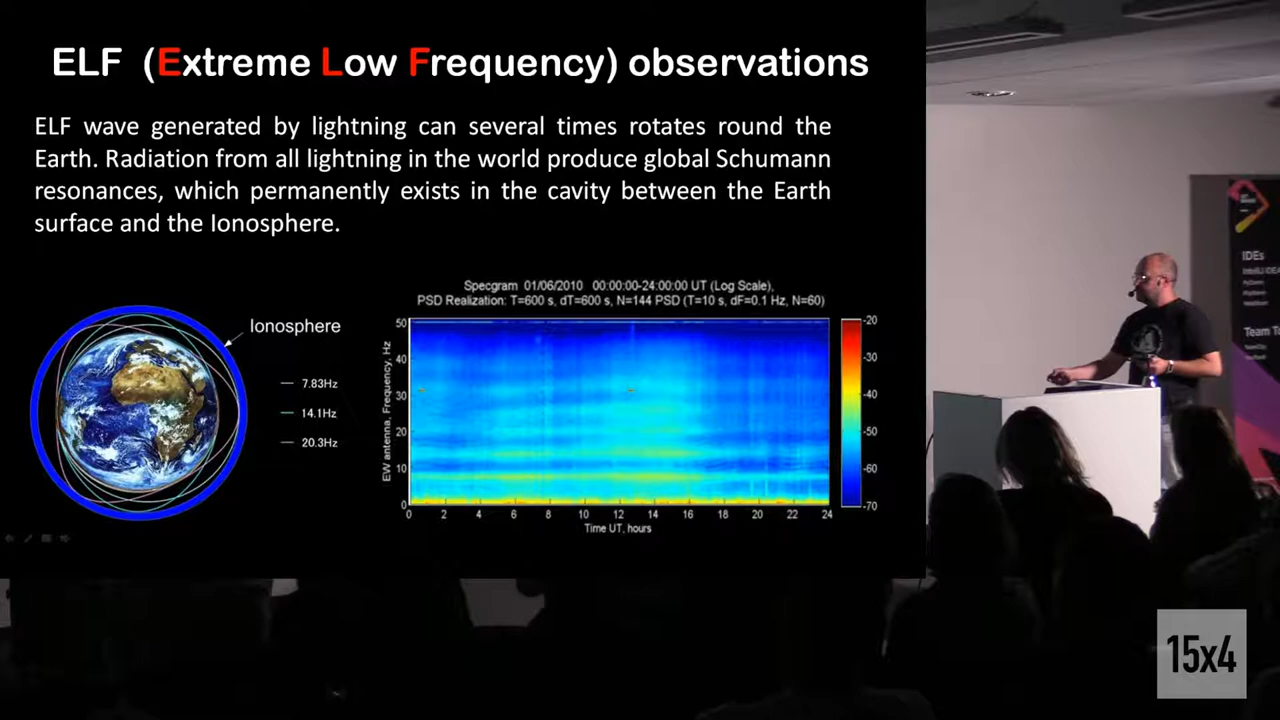 ELF (Extreme Low Frequency) observations
ELF wave generated by lightning can several times rotates round the
Earth. Radiation from all lightning in the world produce global Schumann
resonances, which permanently exists in the cavity between the Earth
surface and the Ionosphere.
Ionosphere
7.83Hz
14.1Hz
20.3Hz
Specgram 01/06/2010 00:00:00-24:00:00 UT (Log Scale),
PSD Realization: T=600 s, dT=600 s, N=144 PSD (T=10 s, dF=0.1 Hz, N=60)
EW antenna, Frequency, Hz
50
40
30
20
10
0
0 2 4 6 8 10 12 14 16 18 20 22 24
Time UT, hours
-20
-30
-40
-50
-60
-70
IDEs
IntelliJ IDEA
Team To
15x4